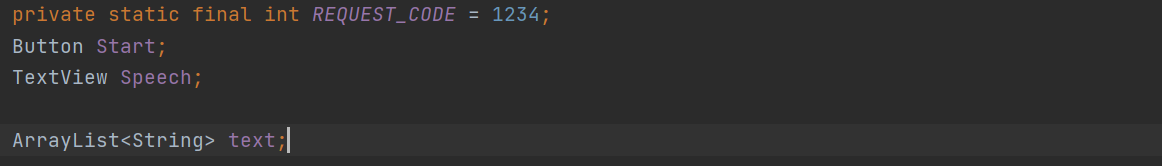 private static final int REQUEST_CODE = 1234;
Button Start;
TextView Speech;
ArrayList<String> text;